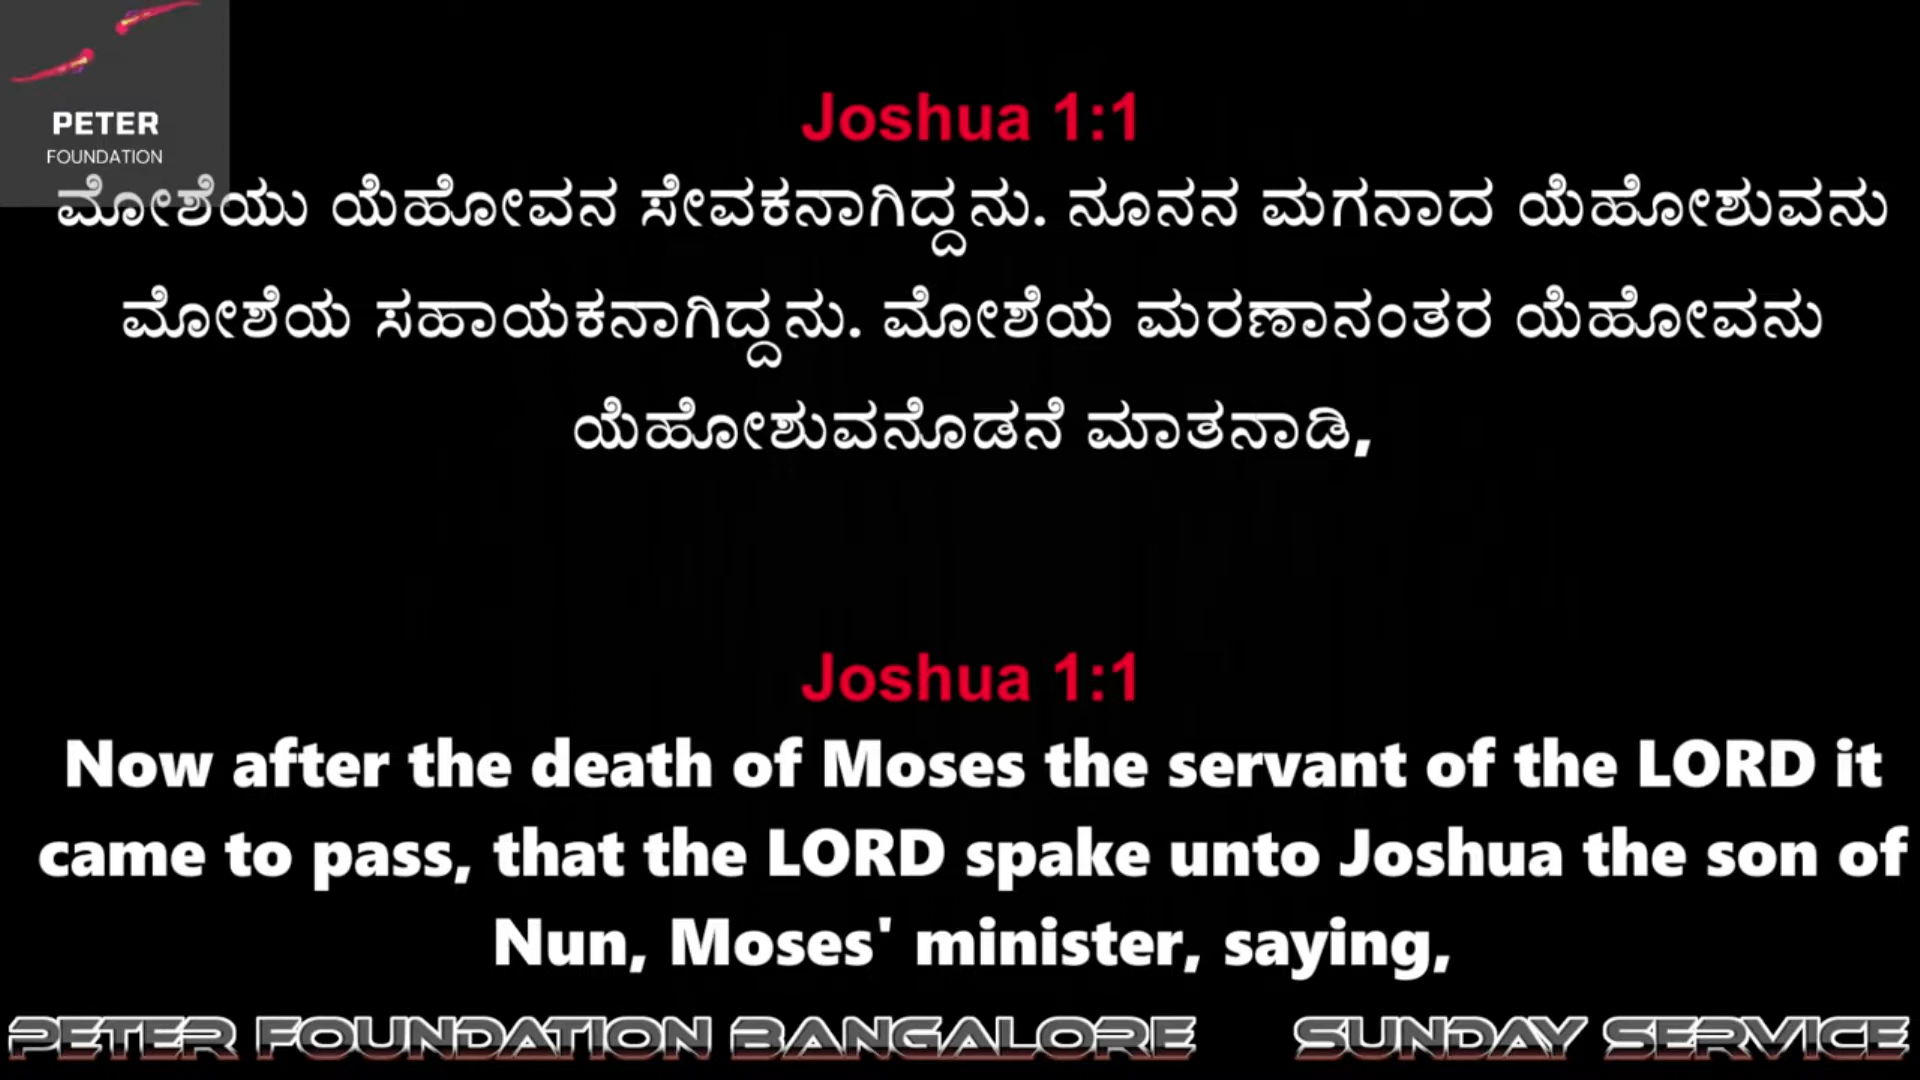 PETER
FOUNDATION
Joshua 1:1
ಮೋಶೆಯು ಯೆಹೋವನ ಸೇವಕನಾಗಿದ್ದನು. ನೂನನ ಮಗನಾದ ಯೆಹೋಶುವನು
ಮೋಶೆಯ ಸಹಾಯಕನಾಗಿದ್ದನು. ಮೋಶೆಯ ಮರಣಾನಂತರ ಯೆಹೋವನು
ಯೆಹೋಶುವನೊಡನೆ ಮಾತನಾಡಿ,
Joshua 1:1
Now after the death of Moses the servant of the LORD it
came to pass, that the LORD spake unto Joshua the son of
Nun, Moses' minister, saying,
PETER FOUNDATION BANGALORE SUNDAY SERVICE